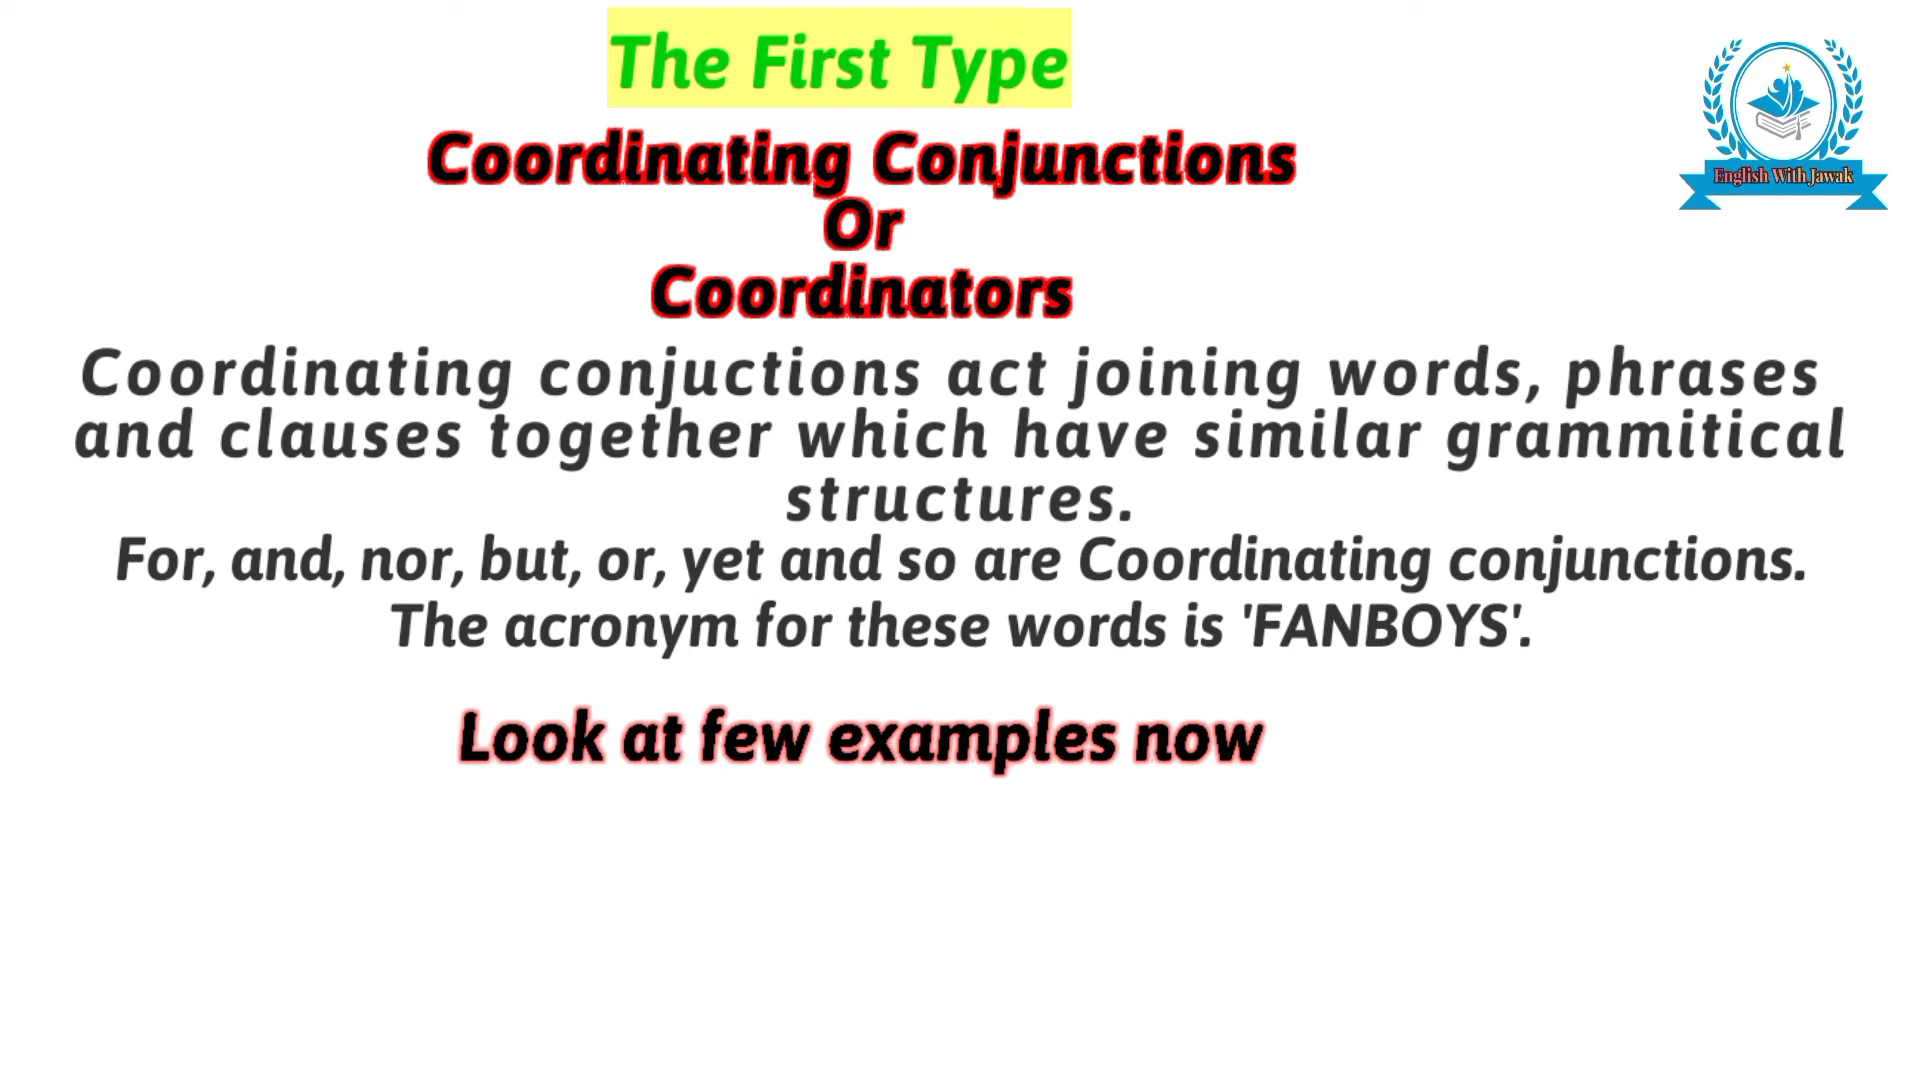 The First Type
English With Jawak
Coordinating Conjunctions
Or
Coordinators
Coordinating conjuctions act joining words, phrases
and clauses together which have similar grammitical
structures.
For, and, nor, but, or, yet and so are Coordinating conjunctions.
The acronym for these words is 'FANBOYS'.
Look at few examples now